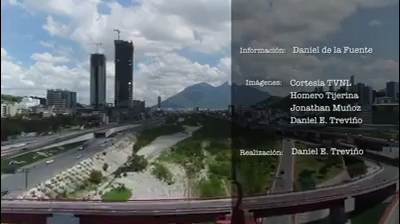 Información: Daniel de la Fuente
Imágenes: Cortesía TVNL
Homero Tijerina
Jonathan Muñoz
Daniel E. Treviño
Realización: Daniel E. Treviño